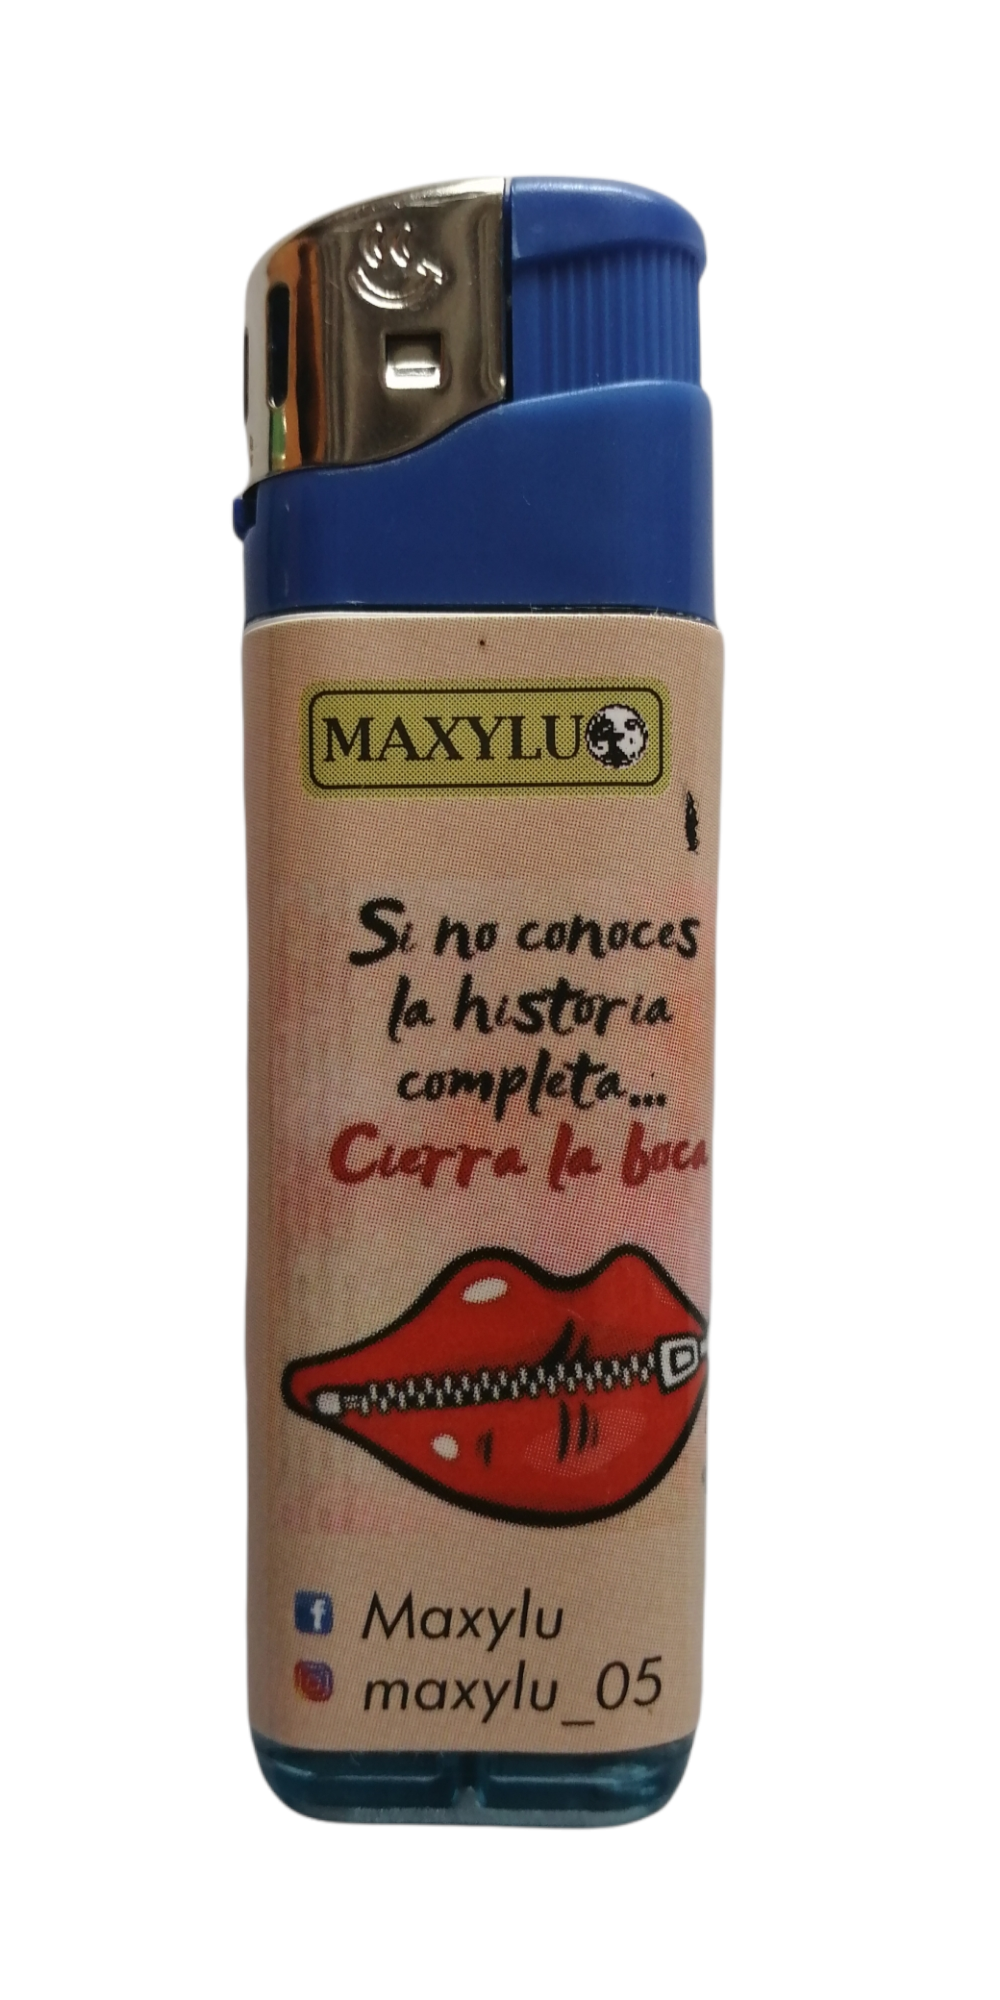 MAXYLU
Si no conoces
la historia
completa...
Cierra la boca
Maxylu
maxylu_05